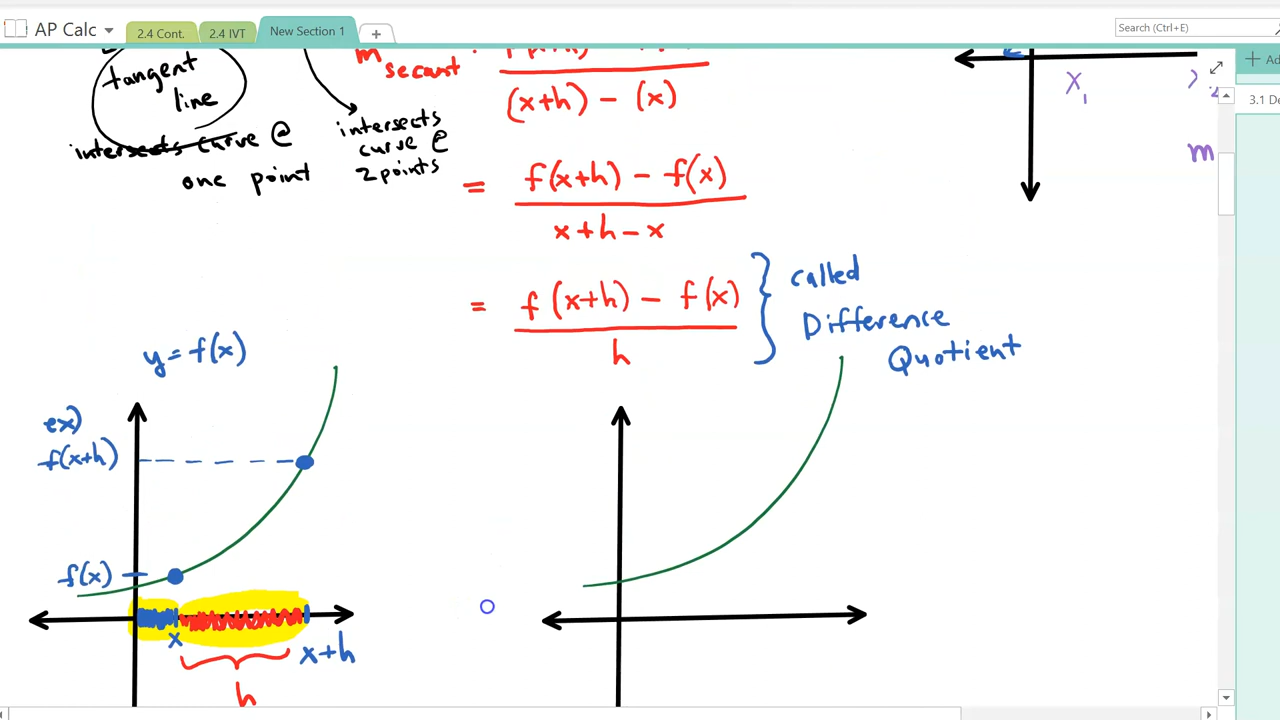 AP Calc
2.4 Cont.
2.4 IVT
New Section 1
Search (Ctrl+E)
tangent
line
intersects curve @
one point
intersects
curve @
2 points
m secant
(x+h) - (x)
= f(x+h) - f(x)
x+h-x
= f(x+h) - f(x)
h
} called
Difference
Quotient
x₁
m
3.1 D
y = f(x)
ex)
f(x+h)
f(x)
x
x+h
h